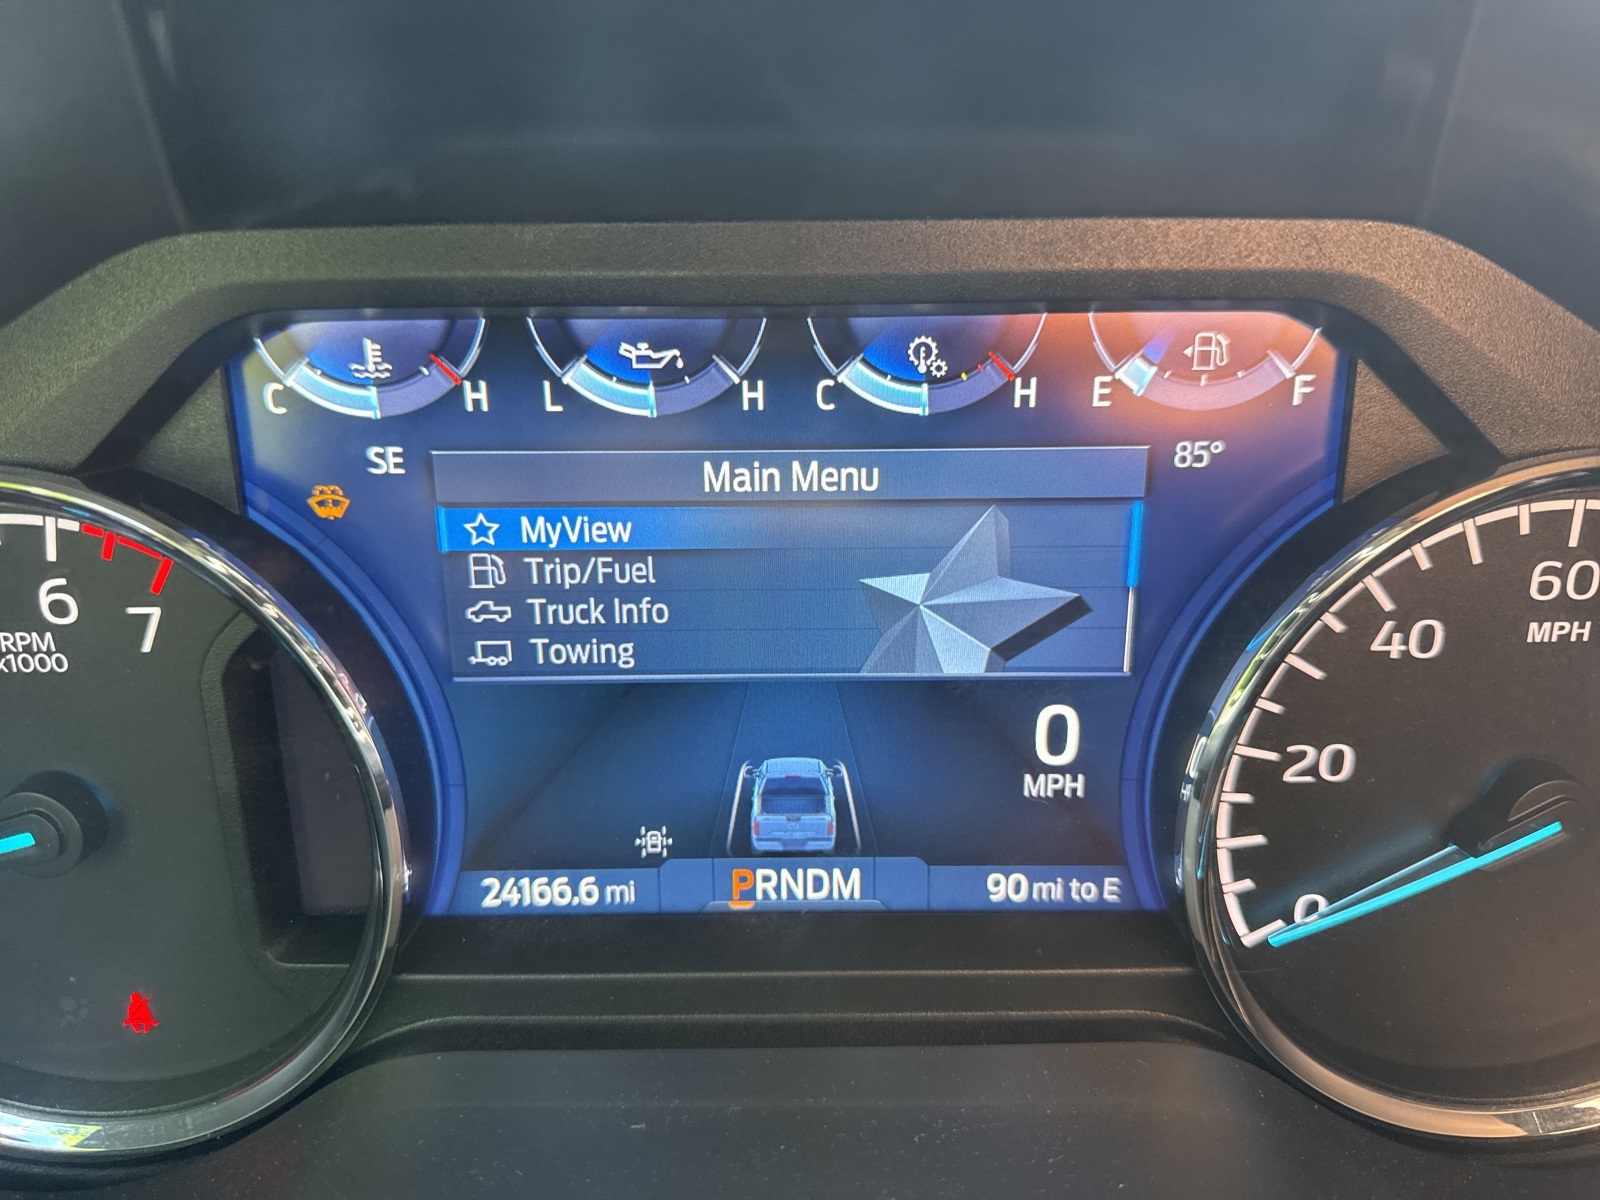 C H L H C H E F
SE 85°
Main Menu
MyView
Trip/Fuel
Truck Info
Towing
0
MPH
24166.6 mi PRNDM 90 mi to E
6 7
RPM
x1000
0 20 40 60
MPH